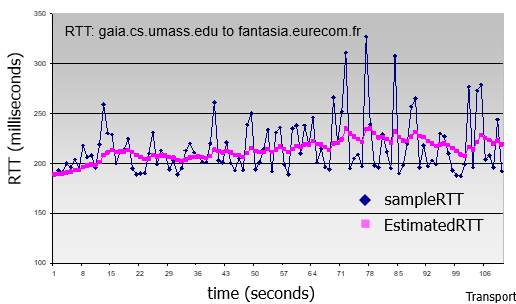 RTT: gaia.cs.umass.edu to fantasia.eurecom.fr
350
300
250
200
150
100
RTT (milliseconds)
sampleRTT
EstimatedRTT
1 8 15 22 29 36 43 50 57 64 71 78 85 92 99 106
time (seconds)
Transport